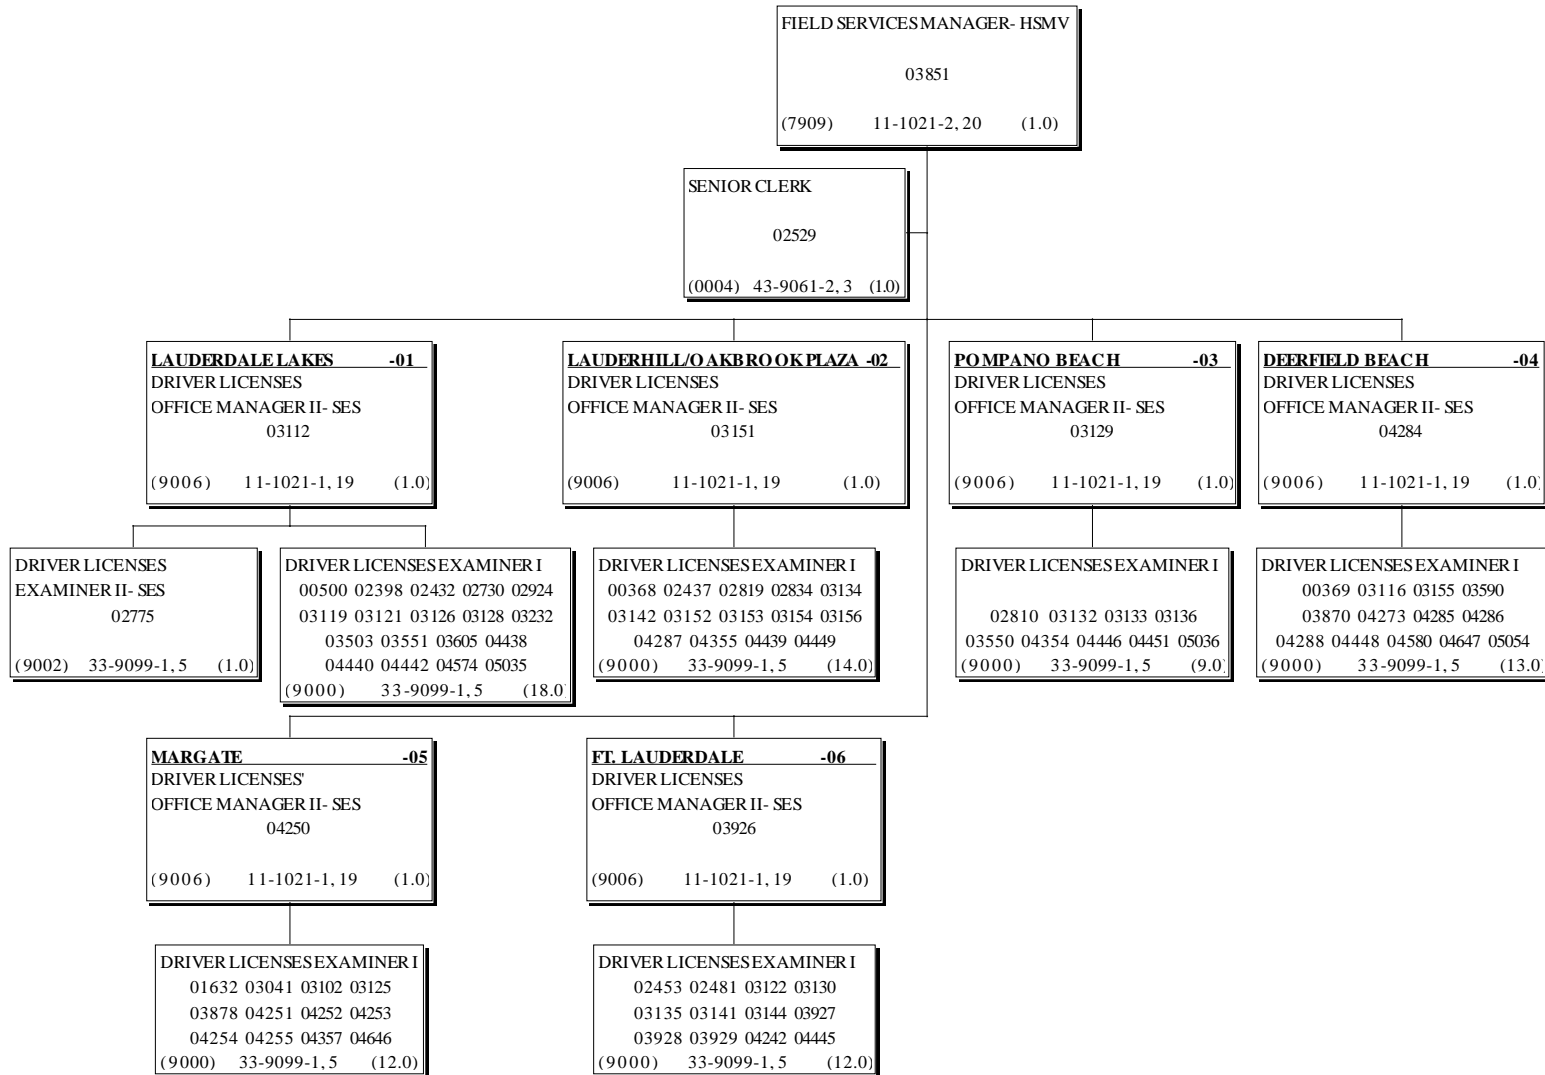 FIELD SERVICES MANAGER- HSMV
03851
(7909) 11-1021-2, 20 (1.0)
SENIOR CLERK
02529
(0004) 43-9061-2, 3 (1.0)
LAUDERDALE LAKES -01
DRIVER LICENSES
OFFICE MANAGER II- SES
03112
(9006) 11-1021-1, 19 (1.0)
LAUDERHILL/OAKBROOK PLAZA -02
DRIVER LICENSES
OFFICE MANAGER II- SES
03151
(9006) 11-1021-1, 19 (1.0)
POMPANO BEACH -03
DRIVER LICENSES
OFFICE MANAGER II- SES
03129
(9006) 11-1021-1, 19 (1.0)
DEERFIELD BEACH -04
DRIVER LICENSES
OFFICE MANAGER II- SES
04284
(9006) 11-1021-1, 19 (1.0)
DRIVER LICENSES
EXAMINER II- SES
02775
(9002) 33-9099-1, 5 (1.0)
DRIVER LICENSES EXAMINER I
00500 02398 02432 02730 02924
03119 03121 03126 03128 03232
03503 03551 03605 04438
04440 04442 04574 05035
(9000) 33-9099-1, 5 (18.0)
DRIVER LICENSES EXAMINER I
00368 02437 02819 02834 03134
03142 03152 03153 03154 03156
04287 04355 04439 04449
(9000) 33-9099-1, 5 (14.0)
DRIVER LICENSES EXAMINER I
02810 03132 03133 03136
03550 04354 04446 04451 05036
(9000) 33-9099-1, 5 (9.0)
DRIVER LICENSES EXAMINER I
00369 03116 03155 03590
03870 04273 04285 04286
04288 04448 04580 04647 05054
(9000) 33-9099-1, 5 (13.0)
MARGATE -05
DRIVER LICENSES'
OFFICE MANAGER II- SES
04250
(9006) 11-1021-1, 19 (1.0)
FT. LAUDERDALE -06
DRIVER LICENSES
OFFICE MANAGER II- SES
03926
(9006) 11-1021-1, 19 (1.0)
DRIVER LICENSES EXAMINER I
01632 03041 03102 03125
03878 04251 04252 04253
04254 04255 04357 04646
(9000) 33-9099-1, 5 (12.0)
DRIVER LICENSES EXAMINER I
02453 02481 03122 03130
03135 03141 03144 03927
03928 03929 04242 04445
(9000) 33-9099-1, 5 (12.0)